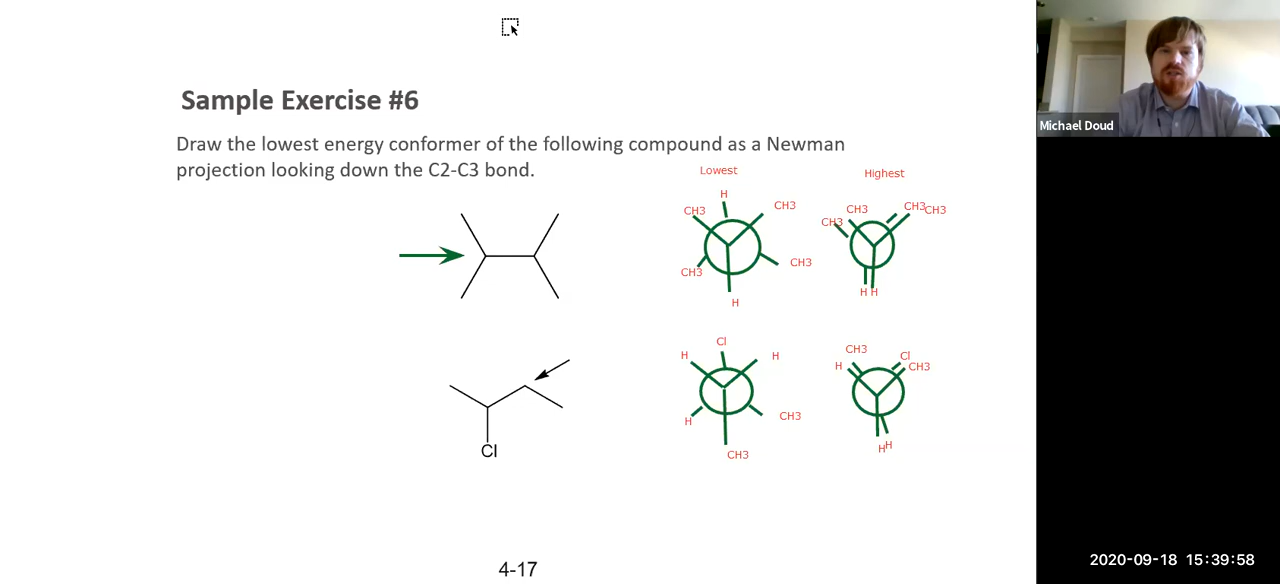 Sample Exercise #6
Draw the lowest energy conformer of the following compound as a Newman
projection looking down the C2-C3 bond.
Lowest
Highest
H
CH3
CH3
CH3
CH3
H
CH3
CH3
CH3
CH3
H
H
Cl
Cl
H
H
H
CH3
CH3
CH3
H
Cl
CH3
H
H
4-17
Michael Doud
2020-09-18 15:39:58